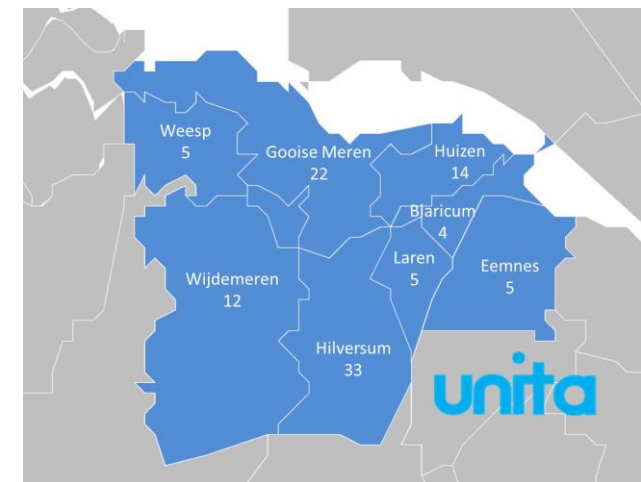 Weesp
5
Gooise Meren
22
Huizen
14
Blaricum
4
Laren
5
Eemnes
5
Wijdemeren
12
Hilversum
33
unita